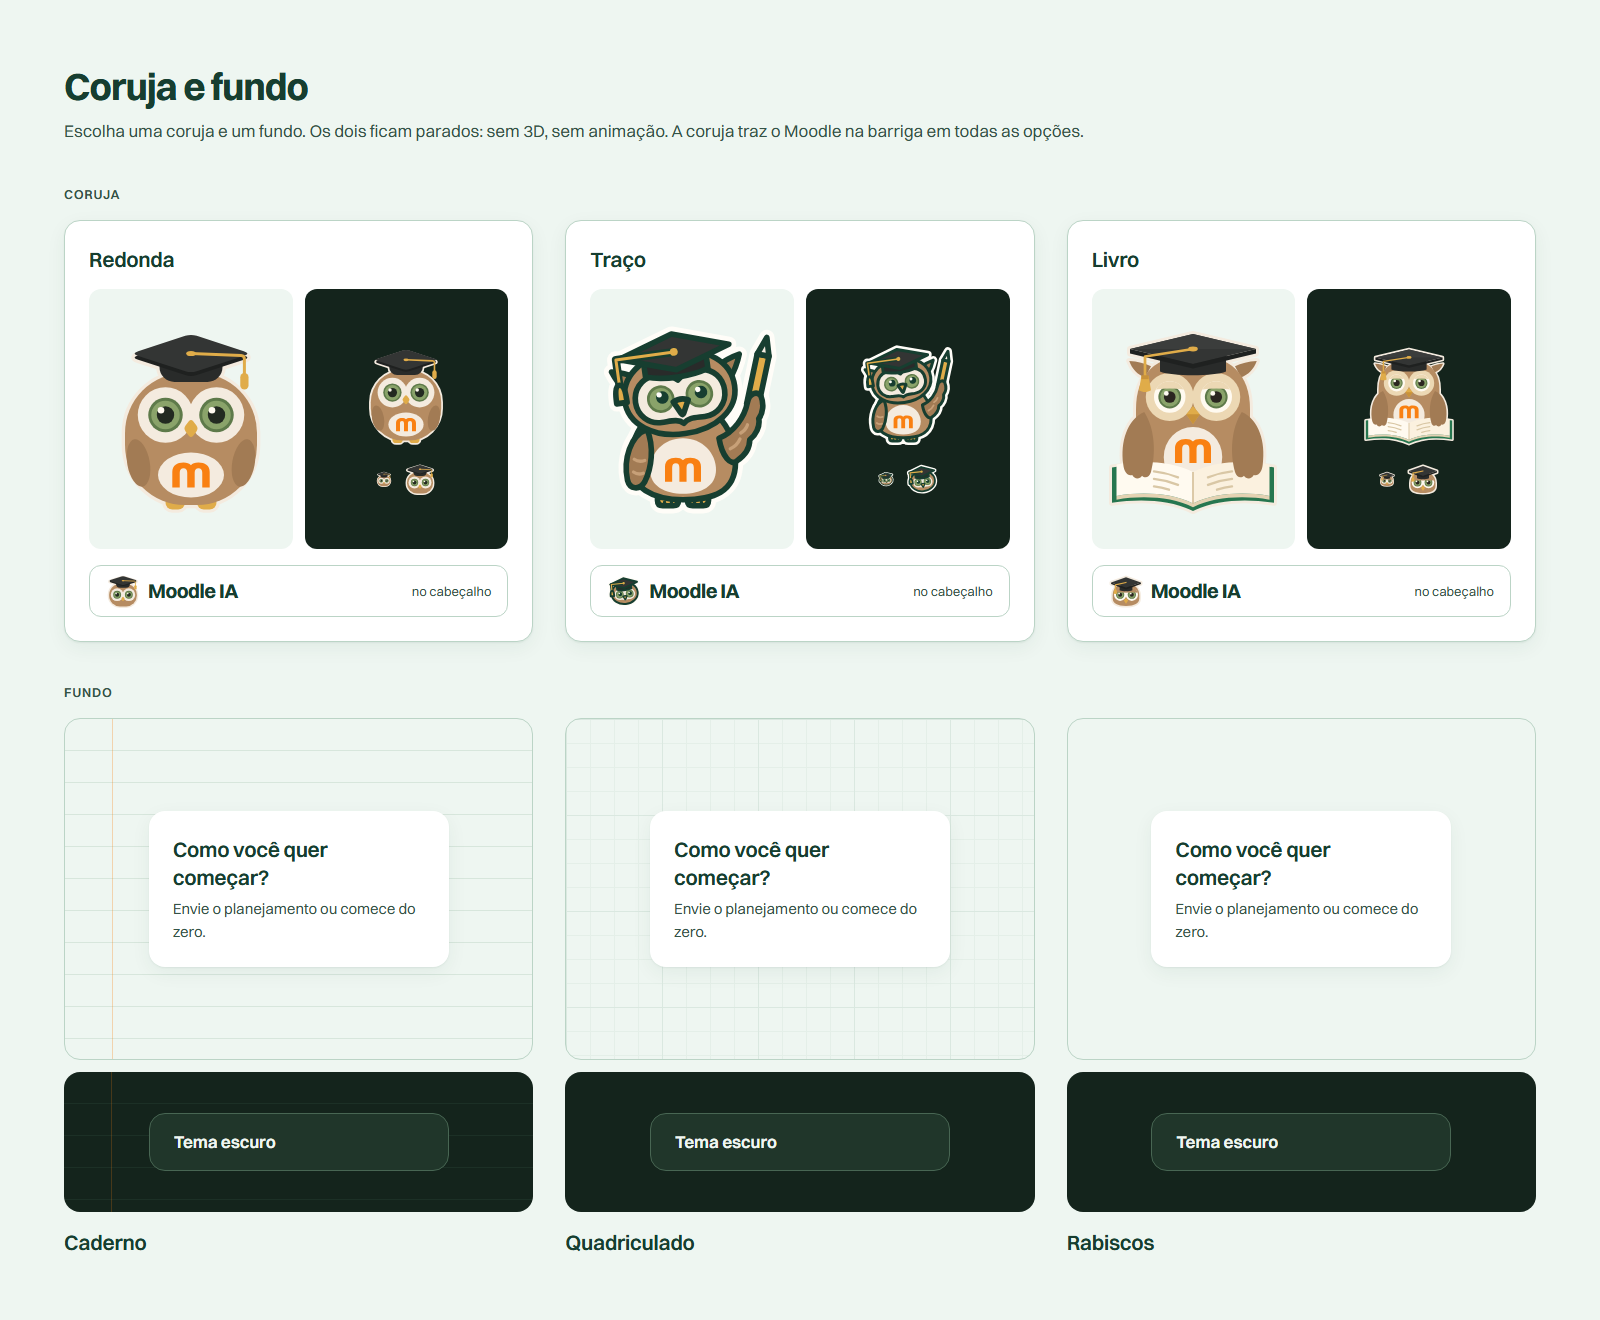 Coruja e fundo
Escolha uma coruja e um fundo. Os dois ficam parados: sem 3D, sem animação. A coruja traz o Moodle na barriga em todas as opções.
CORUJA
Redonda
m
m
Moodle IA
no cabeçalho
Traço
m
m
Moodle IA
no cabeçalho
Livro
m
m
Moodle IA
no cabeçalho
FUNDO
Como você quer
começar?
Envie o planejamento ou comece do
zero.
Como você quer
começar?
Envie o planejamento ou comece do
zero.
Como você quer
começar?
Envie o planejamento ou comece do
zero.
Tema escuro
Tema escuro
Tema escuro
Caderno
Quadriculado
Rabiscos